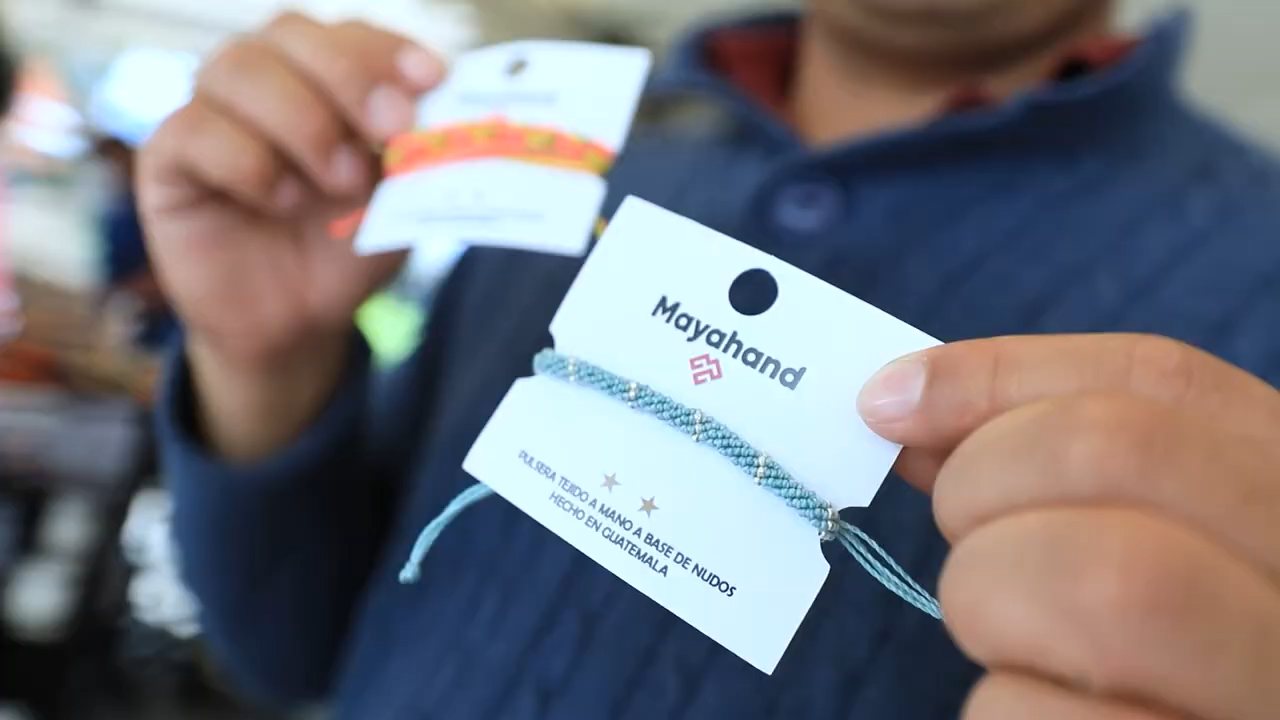 Mayahand
PULSERA TEJIDO A MANO A BASE DE NUDOS
HECHO EN GUATEMALA